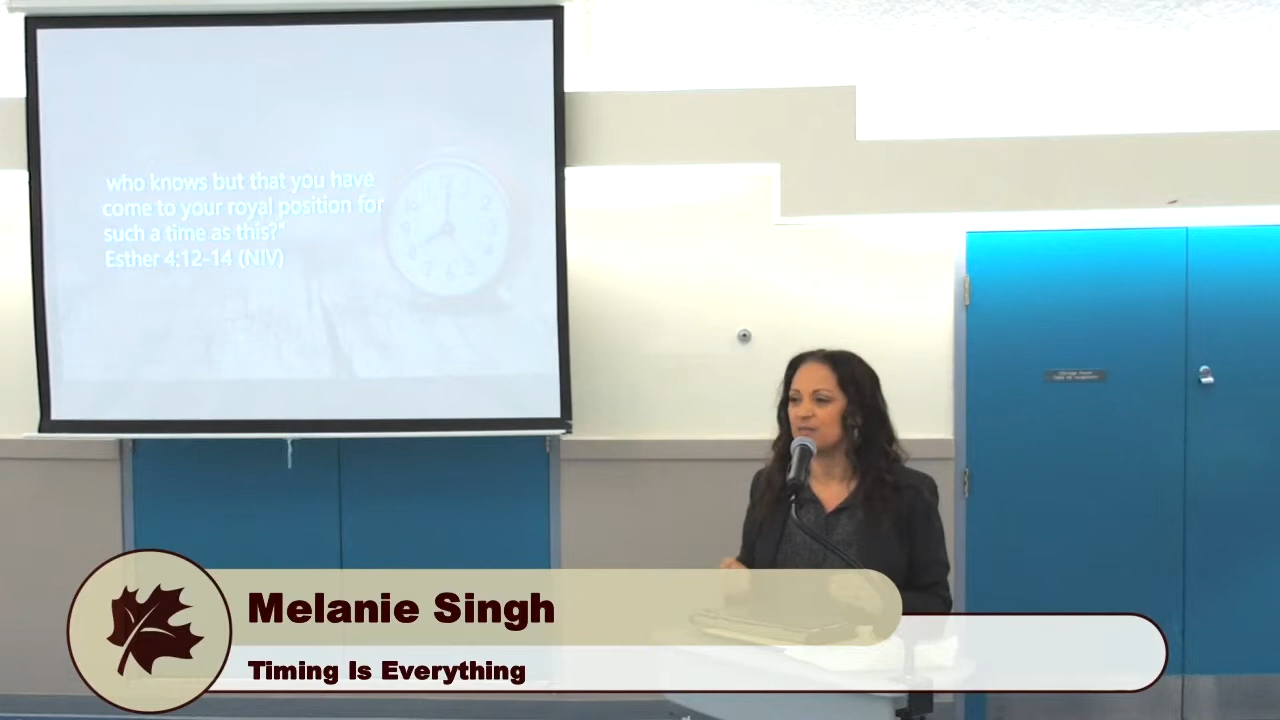 who knows but that you have
come to your royal position for
such a time as this?"
Esther 4:12-14 (NIV)
Melanie Singh
Timing Is Everything